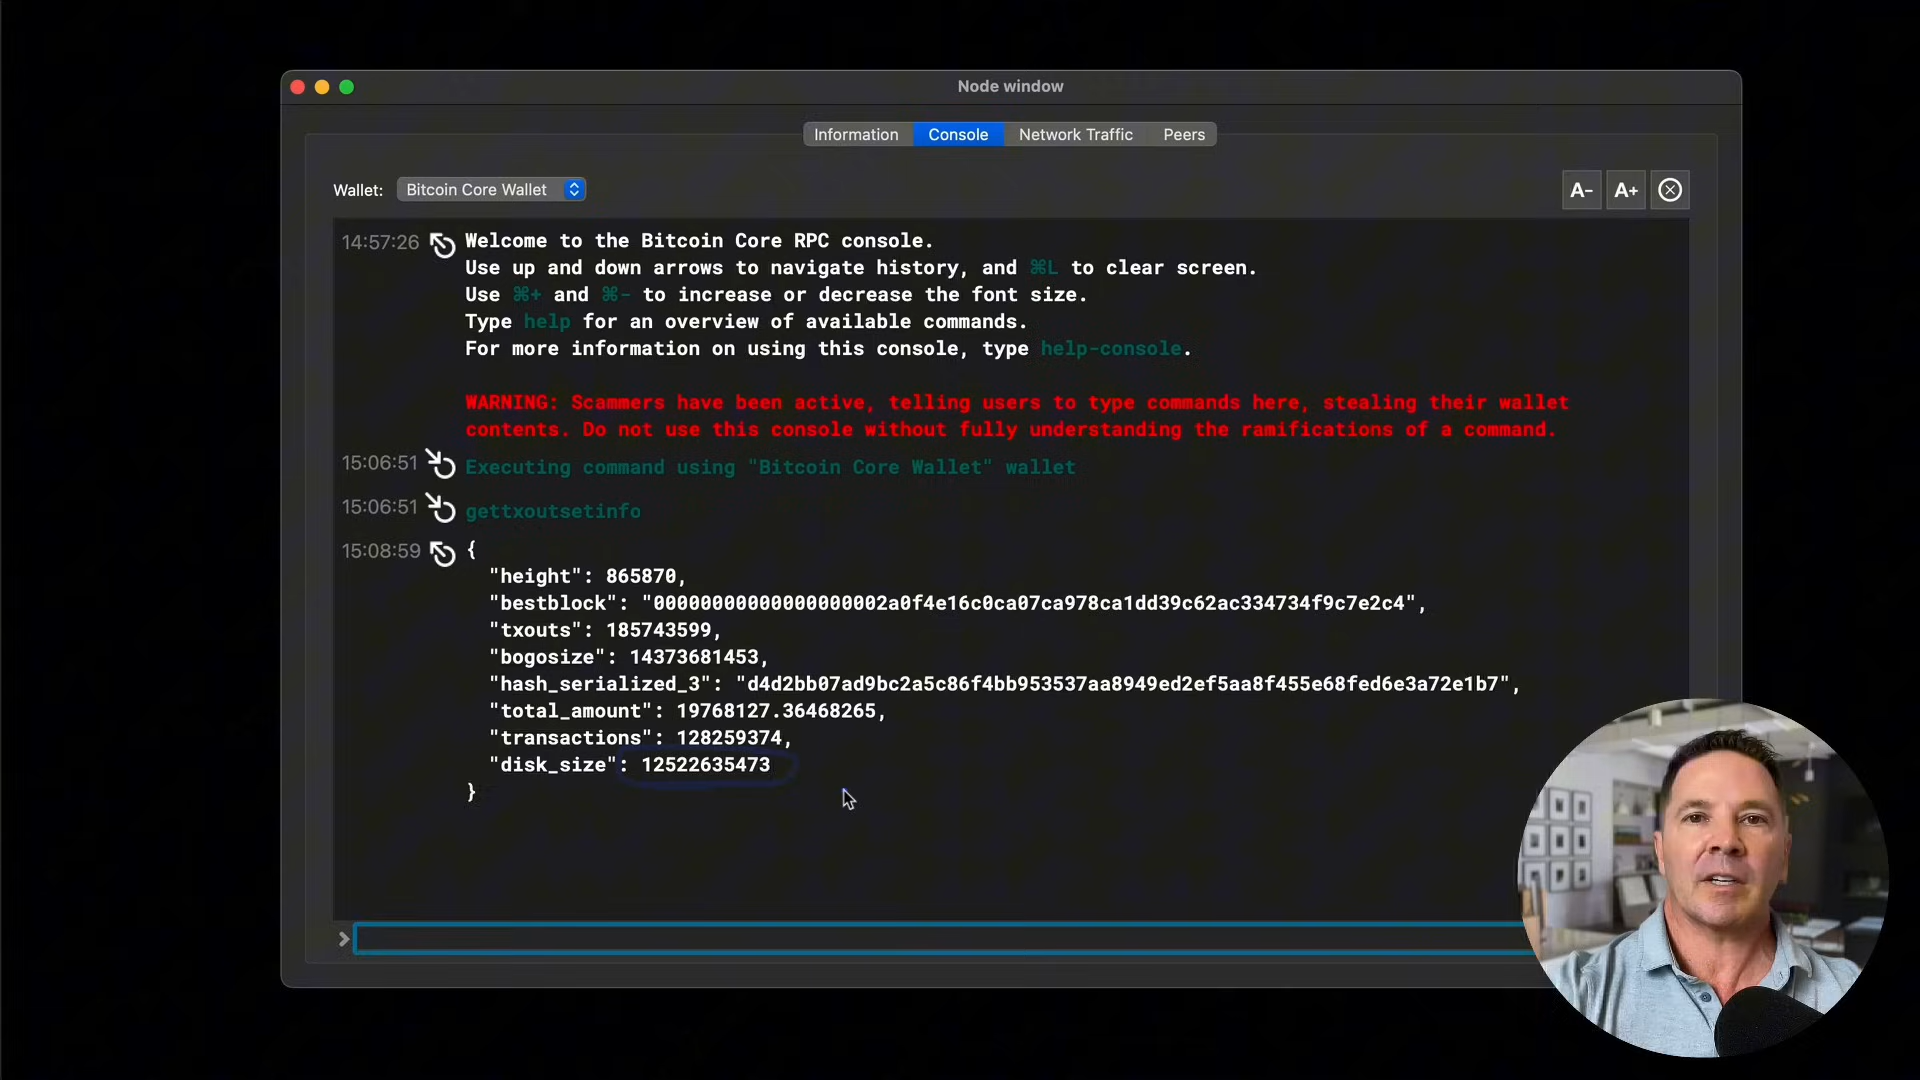 Node window
Information Console Network Traffic Peers
Wallet: Bitcoin Core Wallet A- A+
14:57:26 Welcome to the Bitcoin Core RPC console.
Use up and down arrows to navigate history, and ⌘L to clear screen.
Use ⌘+ and ⌘- to increase or decrease the font size.
Type help for an overview of available commands.
For more information on using this console, type help-console.
WARNING: Scammers have been active, telling users to type commands here, stealing their wallet
contents. Do not use this console without fully understanding the ramifications of a command.
15:06:51 Executing command using "Bitcoin Core Wallet" wallet
15:06:51 gettxoutsetinfo
15:08:59 {
"height": 865870,
"bestblock": "00000000000000000002a0f4e16c0ca07ca978ca1dd39c62ac334734f9c7e2c4",
"txouts": 185743599,
"bogosize": 14373681453,
"hash_serialized_3": "d4d2bb07ad9bc2a5c86f4bb953537aa8949ed2ef5aa8f455e68fed6e3a72e1b7",
"total_amount": 19768127.36468265,
"transactions": 128259374,
"disk_size": 12522635473
}